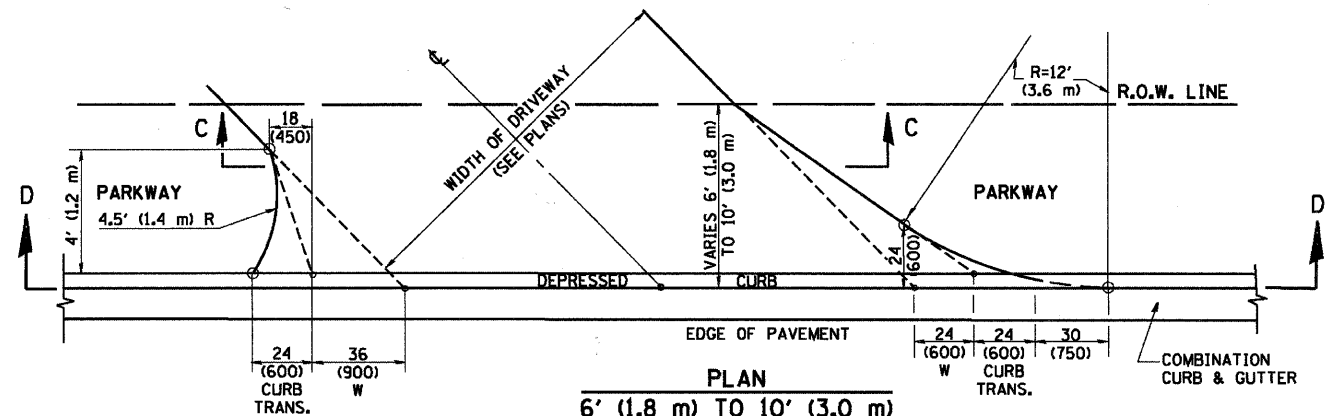 R=12'
(3.6 m)
R.O.W. LINE
℄
WIDTH OF DRIVEWAY
(SEE PLANS)
C
18
(450)
C
D
4' (1.2 m)
PARKWAY
4.5' (1.4 m) R
VARIES 6' (1.8 m)
TO 10' (3.0 m)
24
(600)
PARKWAY
D
DEPRESSED CURB
EDGE OF PAVEMENT
24
(600)
CURB
TRANS.
36
(900)
W
24
(600)
W
24
(600)
CURB
TRANS.
30
(750)
COMBINATION
CURB & GUTTER
PLAN
6' (1.8 m) TO 10' (3.0 m)